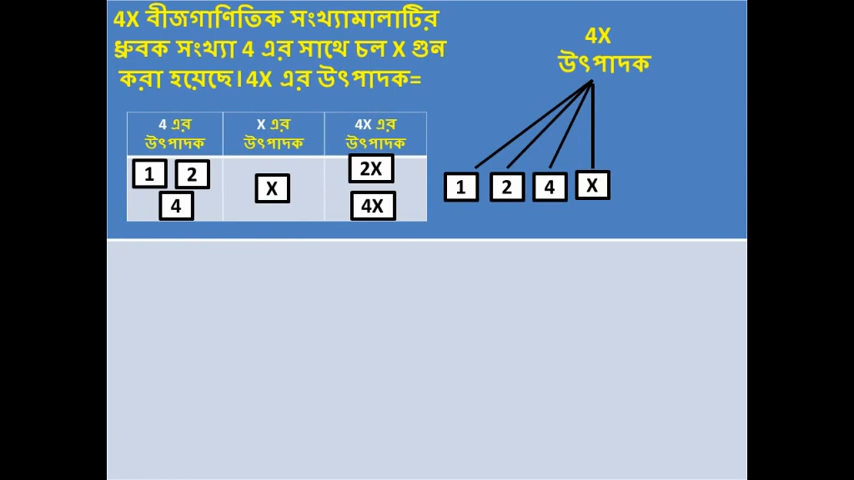 4X বীজগাণিতিক সংখ্যামালাটির
ধ্রুবক সংখ্যা 4 এর সাথে চল X গুন
করা হয়েছে।4X এর উৎপাদক=
4 এর উৎপাদক
X এর উৎপাদক
4X এর উৎপাদক
1 2
4
X
2X
4X
4X
উৎপাদক
1 2 4 X